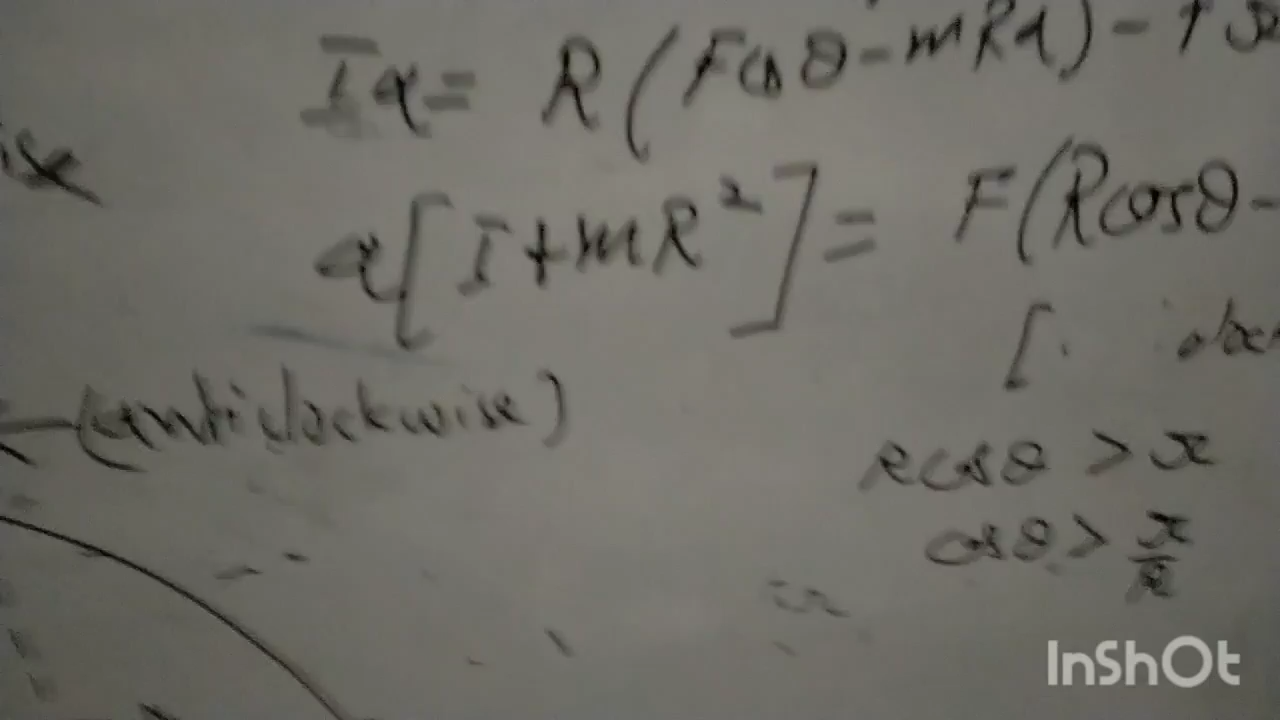 Iα = R(Fcosθ - mRα) - F x
α[I + mR²] = F(Rcosθ -
(anticlockwise)
Rcosθ > x
cosθ > x/R
InShOt